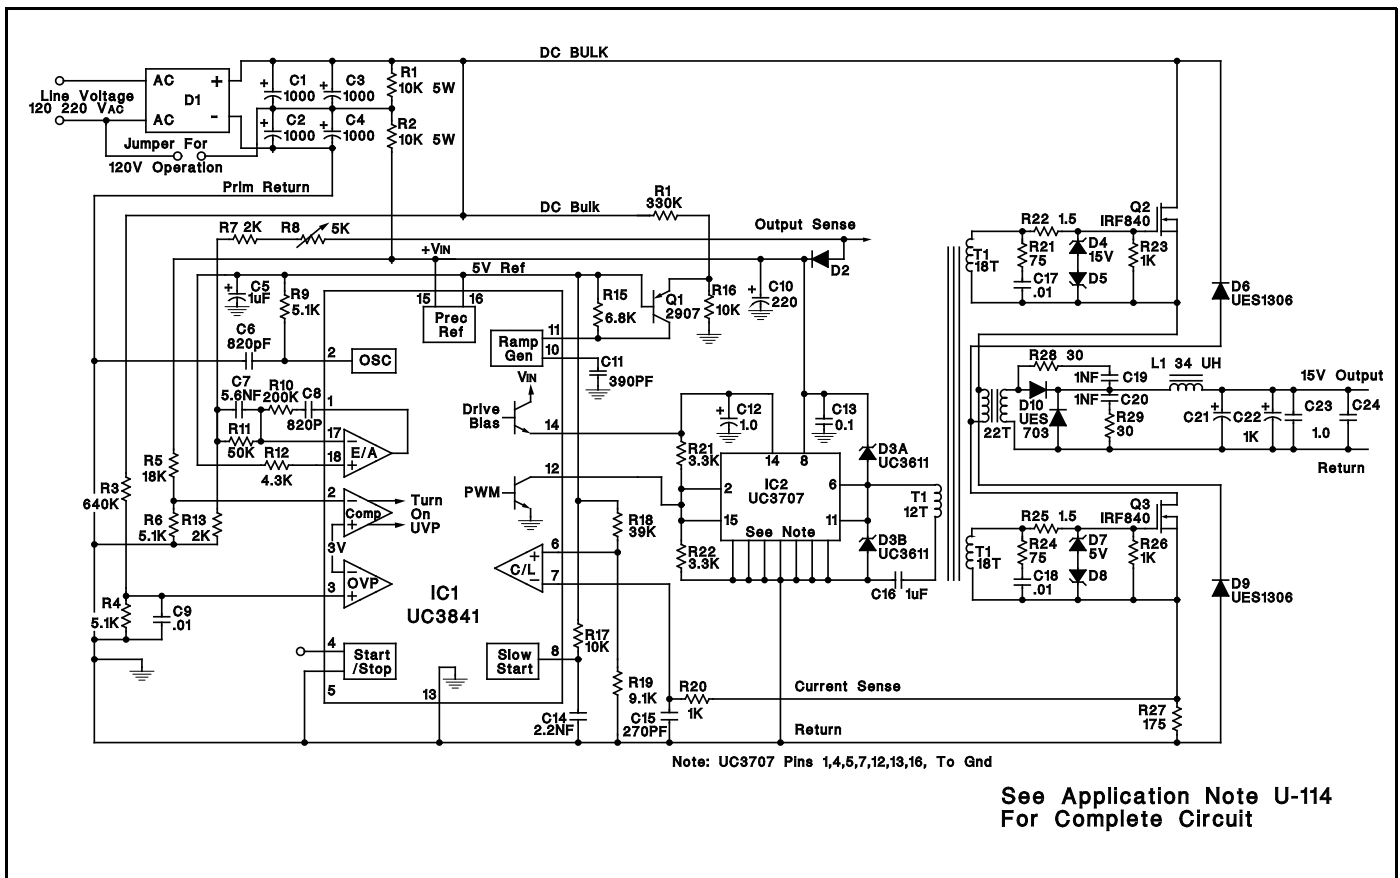 DC BULK
AC
AC
+
-
D1
Line Voltage
120 220 VAC
Jumper For
120V Operation
+
C1
1000
+
C3
1000
+
C2
1000
+
C4
1000
R1
10K 5W
R2
10K 5W
Prim Return
DC Bulk
R1
330K
R7 2K
R8
5K
Output Sense
+VIN
5V Ref
D2
+
C5
1uF
R9
5.1K
C6
820pF
2
OSC
15
16
Prec
Ref
R15
6.8K
Q1
2907
R16
10K
+
C10
220
11
Ramp
Gen
10
C11
390PF
C7
5.6NF
R10
200K
C8
820P
1
R11
50K
17
18
-
+
E/A
R12
4.3K
VIN
Drive
Bias
14
PWM
12
R5
18K
R3
640K
R6
5.1K
R13
2K
2
-
+
Comp
Turn
On
UVP
3V
-
+
OVP
3
R4
5.1K
C9
.01
IC1
UC3841
C/L
+
-
6
7
R18
39K
4
Start
/Stop
5
13
Slow
Start
8
R17
10K
C14
2.2NF
R19
9.1K
C15
270PF
R20
1K
Current Sense
Return
R21
3.3K
R22
3.3K
+
C12
1.0
C13
0.1
14
8
2
15
6
11
IC2
UC3707
See Note
D3A
UC3611
D3B
UC3611
C16
1uF
T1
12T
T1
18T
R22 1.5
R21
75
C17
.01
D4
15V
D5
R23
1K
Q2
IRF840
D6
UES1306
R28 30
1NF
C19
1NF
C20
D10
UES
703
R29
30
22T
L1 34 UH
15V Output
C21
+
C22
1K
+
C23
1.0
C24
Return
T1
18T
R25 1.5
R24
75
C18
.01
D7
5V
D8
R26
1K
Q3
IRF840
D9
UES1306
R27
175
Note: UC3707 Pins 1,4,5,7,12,13,16, To Gnd
See Application Note U-114
For Complete Circuit